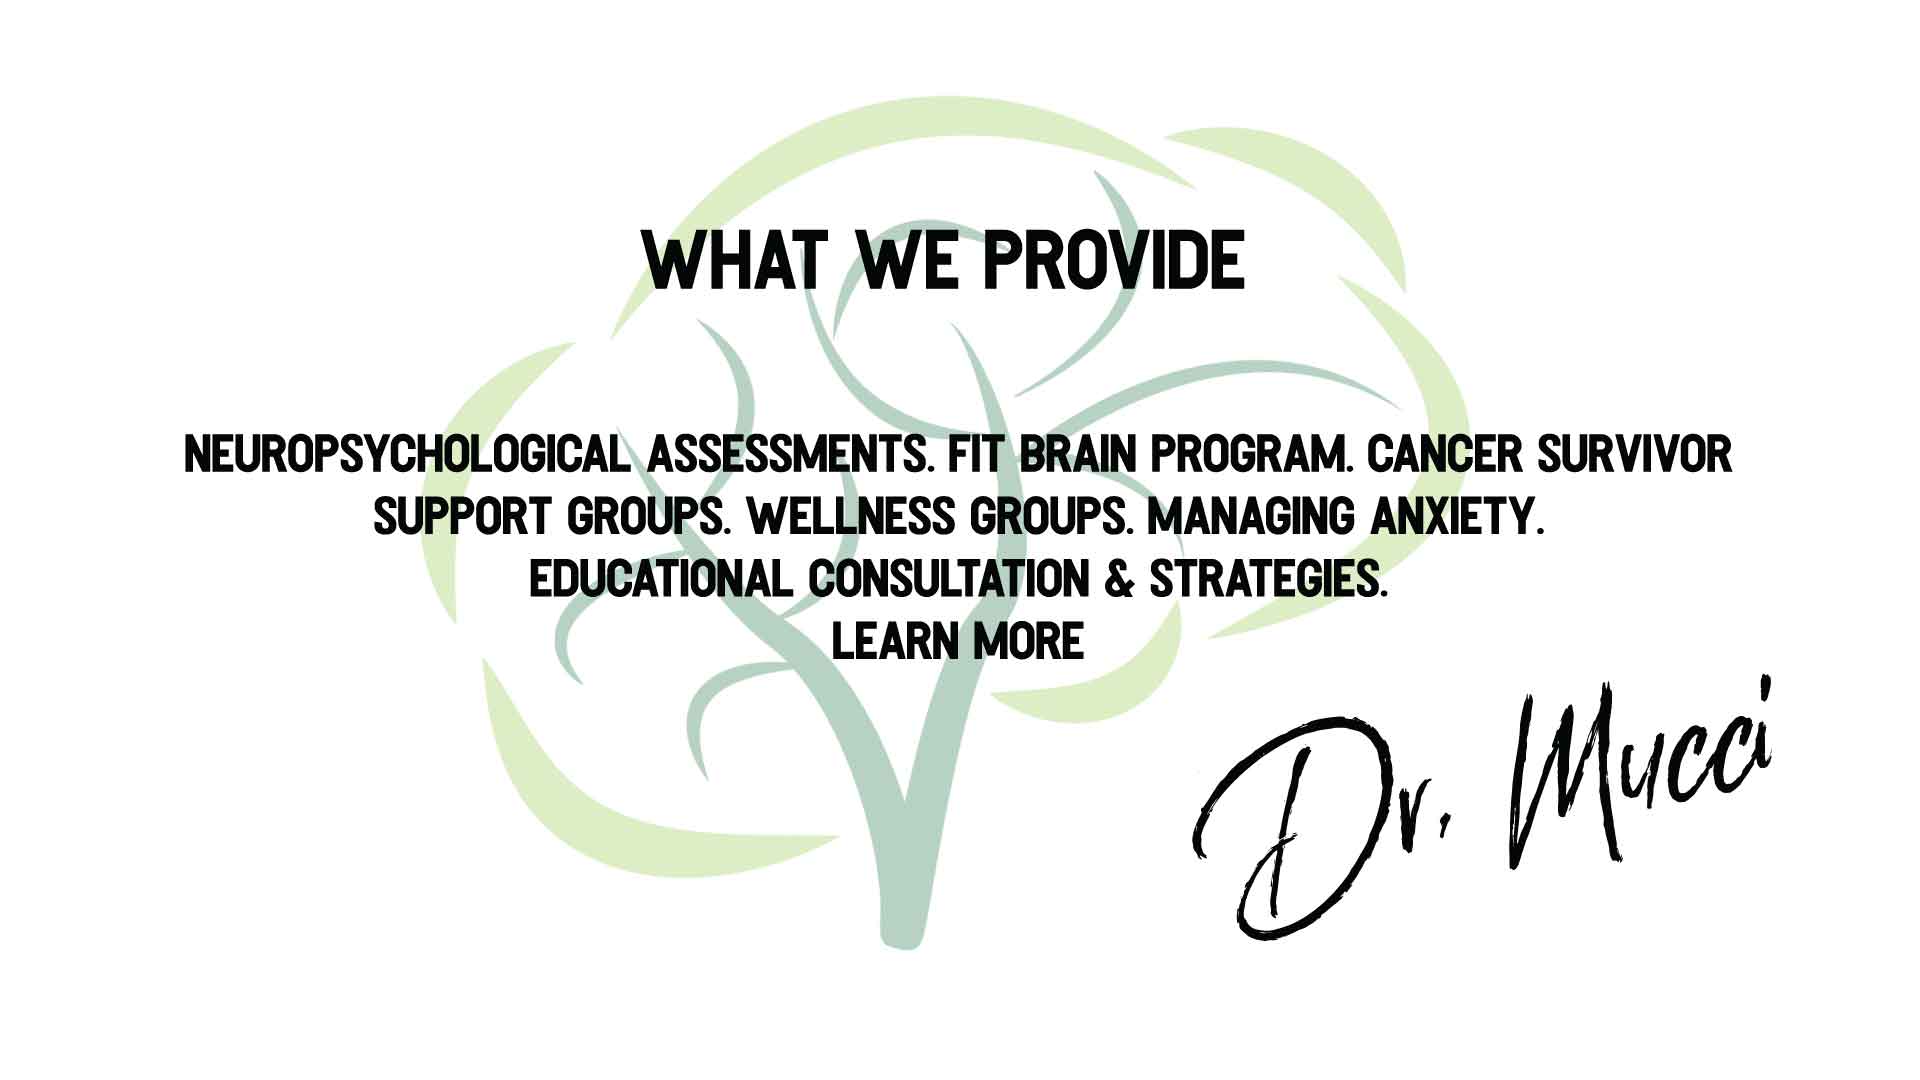 WHAT WE PROVIDE
NEUROPSYCHOLOGICAL ASSESSMENTS. FIT BRAIN PROGRAM. CANCER SURVIVOR
SUPPORT GROUPS. WELLNESS GROUPS. MANAGING ANXIETY.
EDUCATIONAL CONSULTATION & STRATEGIES.
LEARN MORE
Dr. Mucci